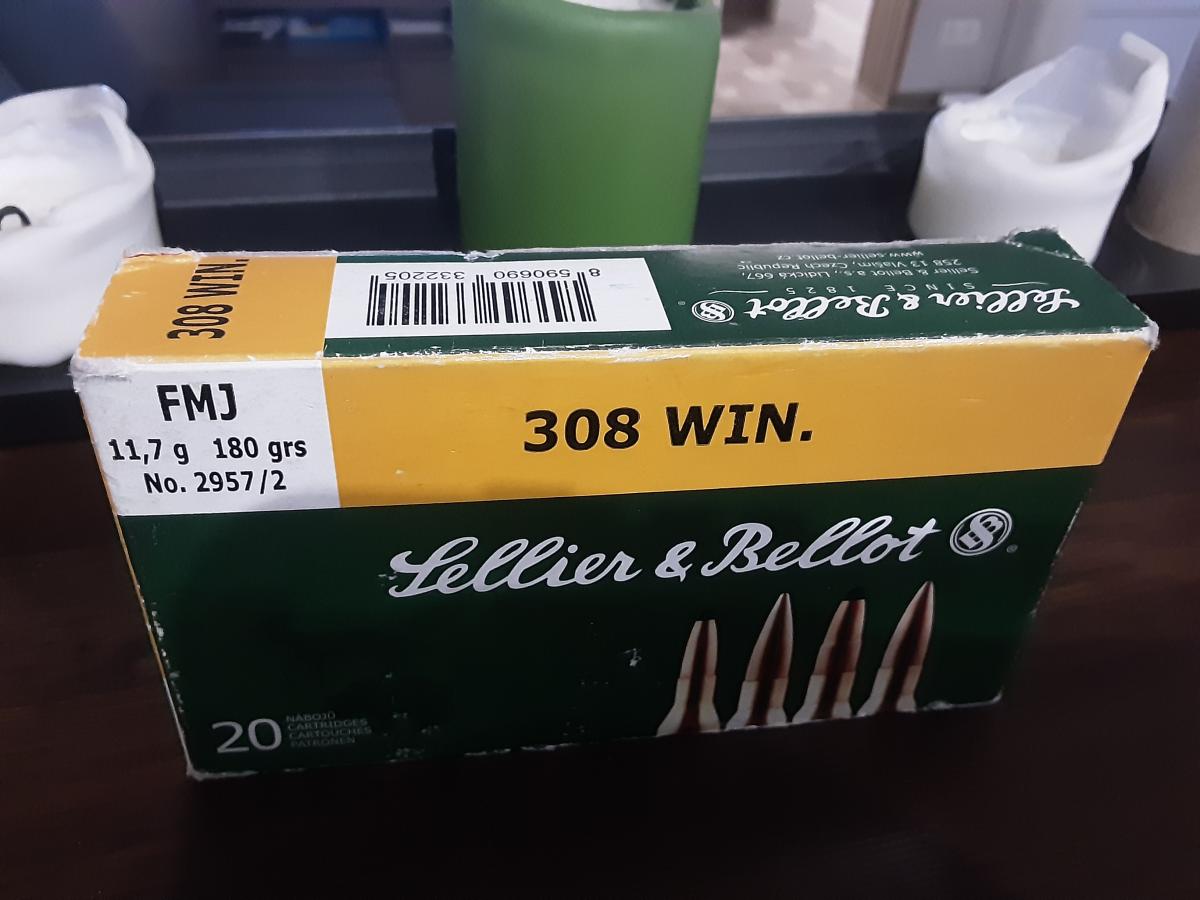 308 WIN.
8 590690 332205
Lellier & Bellot
SINCE 1825
Sellier & Bellot a.s., Lidická 667,
258 13 Vlašim, Czech Republic
www.sellier-bellot.cz
FMJ
11,7 g 180 grs
No. 2957/2
308 WIN.
Sellier & Bellot
20
NÁBOJŮ
CARTRIDGES
CARTOUCHES
PATRONEN